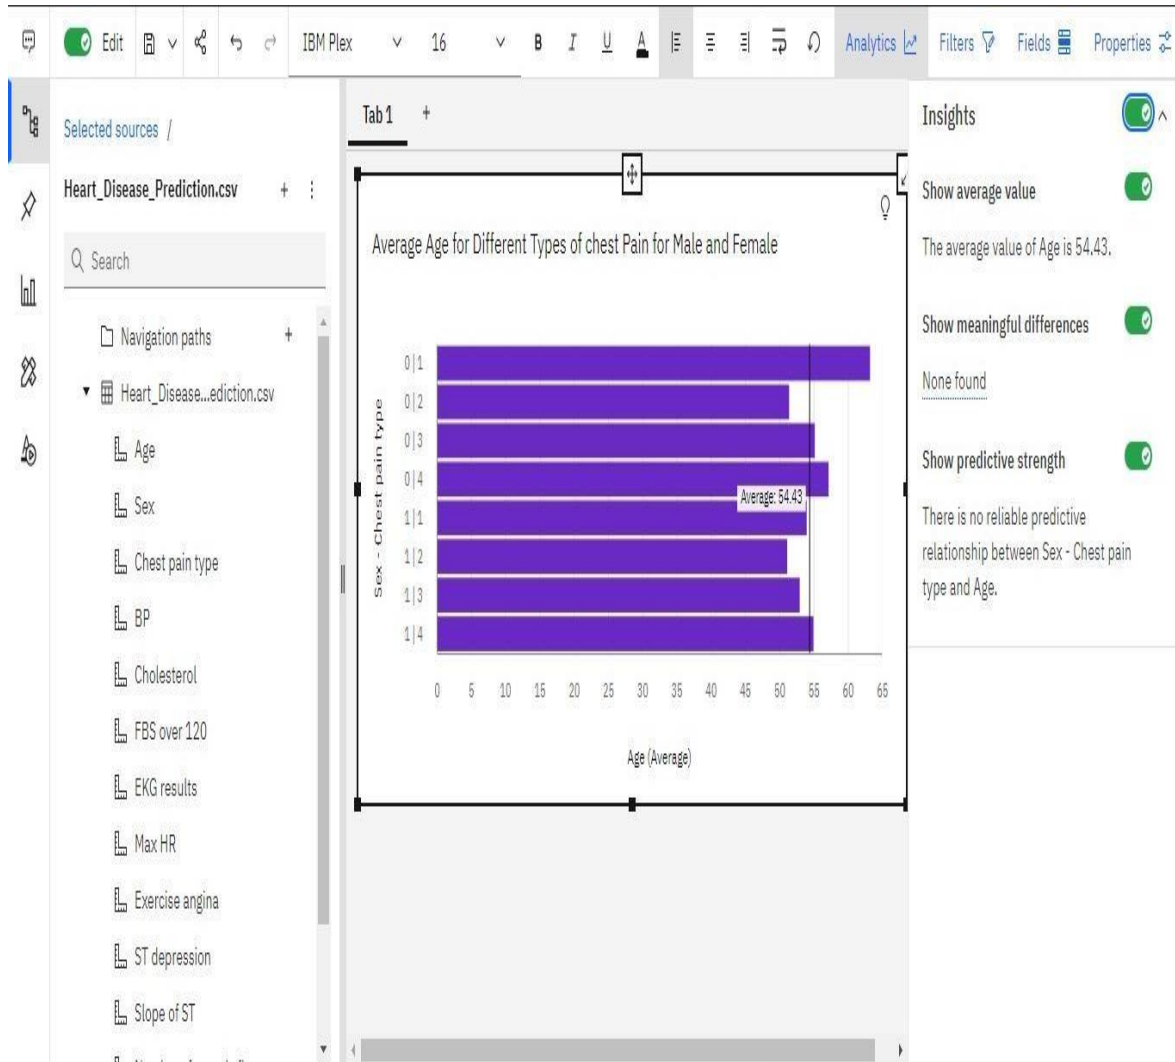 Edit
IBM Plex
16
B I U A
Analytics
Filters
Fields
Properties
Selected sources /
Heart_Disease_Prediction.csv
Search
Navigation paths
Heart_Disease...ediction.csv
Age
Sex
Chest pain type
BP
Cholesterol
FBS over 120
EKG results
Max HR
Exercise angina
ST depression
Slope of ST
Tab 1
Average Age for Different Types of chest Pain for Male and Female
Sex - Chest pain type
0|1
0|2
0|3
0|4
1|1
1|2
1|3
1|4
Average: 54.43
0 5 10 15 20 25 30 35 40 45 50 55 60 65
Age (Average)
Insights
Show average value
The average value of Age is 54.43.
Show meaningful differences
None found
Show predictive strength
There is no reliable predictive
relationship between Sex - Chest pain
type and Age.